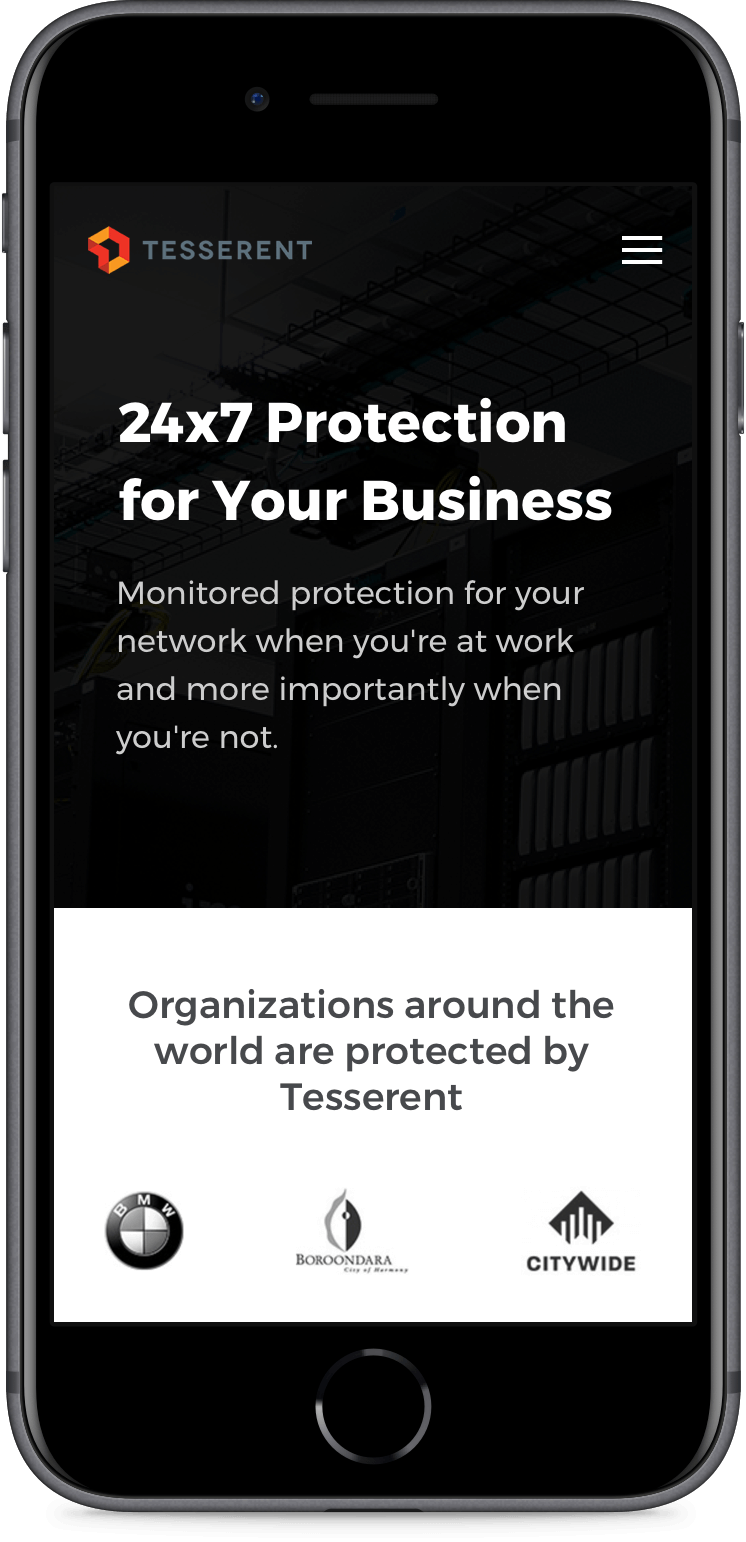 TESSERENT
24x7 Protection
for Your Business
Monitored protection for your
network when you're at work
and more importantly when
you're not.
Organizations around the
world are protected by
Tesserent
BMW
BOROONDARA
City of Harmony
CITYWIDE